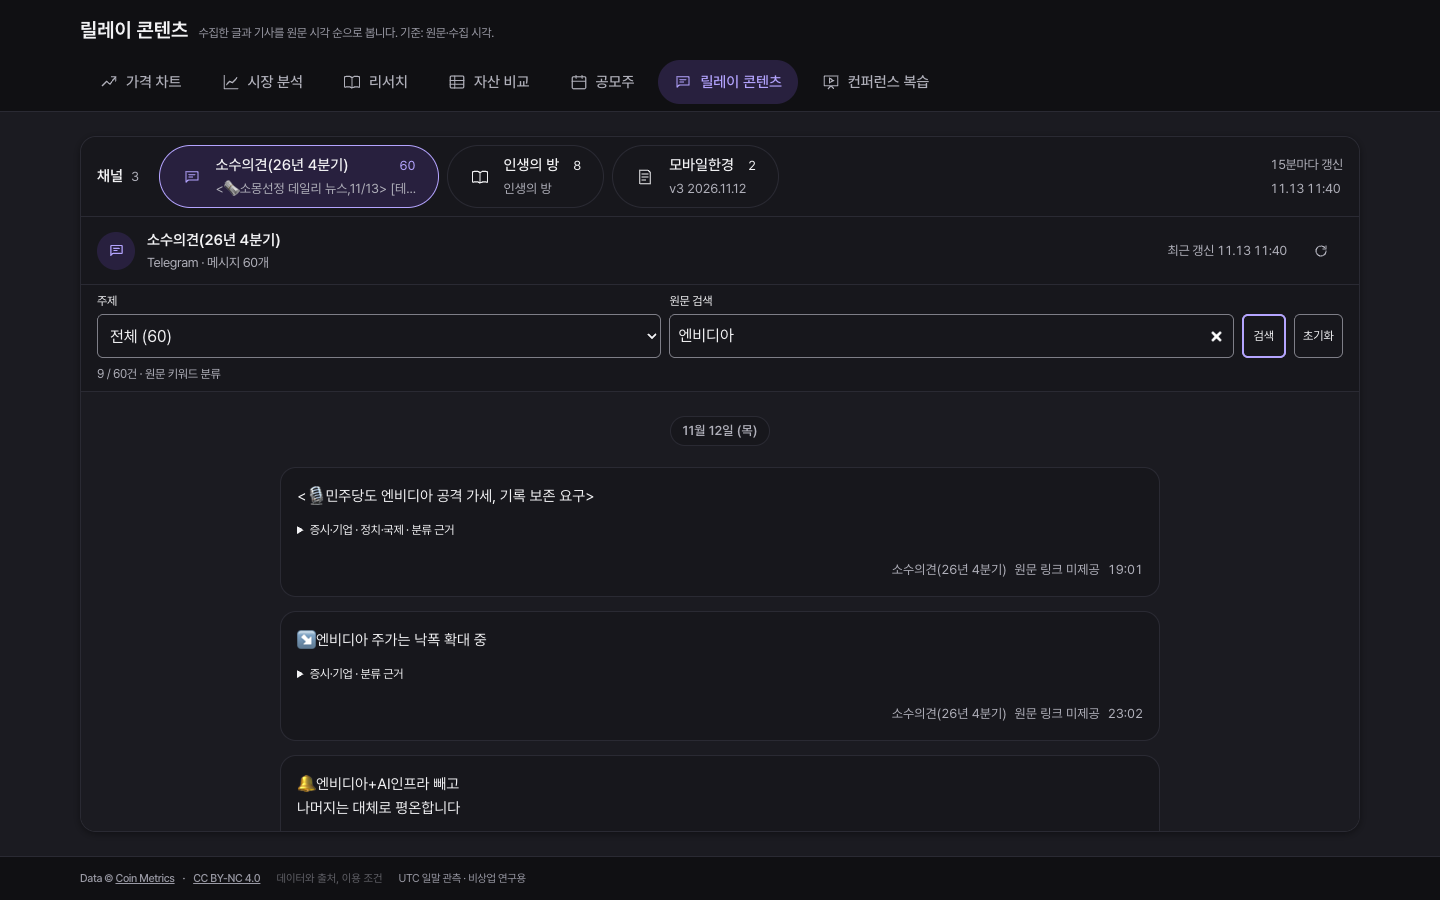 릴레이 콘텐츠 수집한 글과 기사를 원문 시각 순으로 봅니다. 기준: 원문·수집 시각.
가격 차트 시장 분석 리서치 자산 비교 공모주 릴레이 콘텐츠 컨퍼런스 복습
채널 3
소수의견(26년 4분기) 60
<🗞️소몽선정 데일리 뉴스,11/13> [테…
인생의 방 8
인생의 방
모바일한경 2
v3 2026.11.12
15분마다 갱신
11.13 11:40
소수의견(26년 4분기)
Telegram · 메시지 60개
최근 갱신 11.13 11:40
주제
전체 (60)
원문 검색
엔비디아
검색
초기화
9 / 60건 · 원문 키워드 분류
11월 12일 (목)
<🎙️민주당도 엔비디아 공격 가세, 기록 보존 요구>
▶ 증시·기업 · 정치·국제 · 분류 근거
소수의견(26년 4분기) 원문 링크 미제공 19:01
↘️엔비디아 주가는 낙폭 확대 중
▶ 증시·기업 · 분류 근거
소수의견(26년 4분기) 원문 링크 미제공 23:02
🔔엔비디아+AI인프라 빼고
나머지는 대체로 평온합니다
Data © Coin Metrics · CC BY-NC 4.0 데이터와 출처, 이용 조건 UTC 일말 관측 · 비상업 연구용